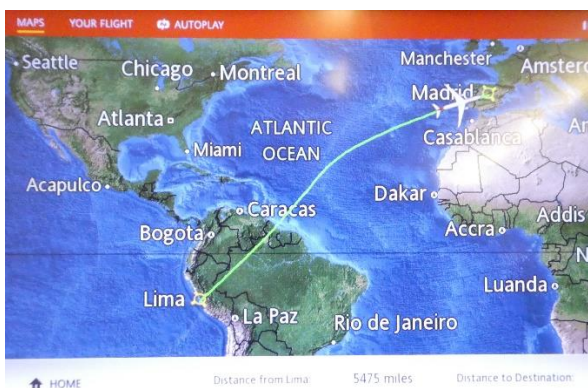 MAPS YOUR FLIGHT AUTOPLAY
Manchester
Seattle
Chicago Montreal
Madrid
Atlanta
ATLANTIC
OCEAN
Casablanca
Miami
Acapulco
Dakar
Caracas
Bogota
Accra
Addis
Luanda
Lima
La Paz
Rio de Janeiro
HOME Distance from Lima: 5475 miles Distance to Destination: